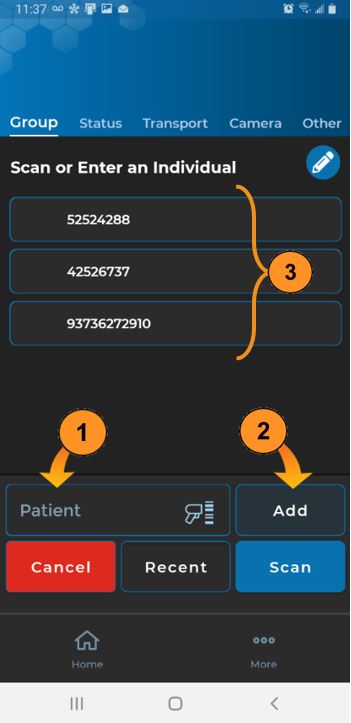 11:37
Group Status Transport Camera Other
Scan or Enter an Individual
52524288
42526737
3
93736272910
1
2
Patient
Add
Cancel
Recent
Scan
Home
More